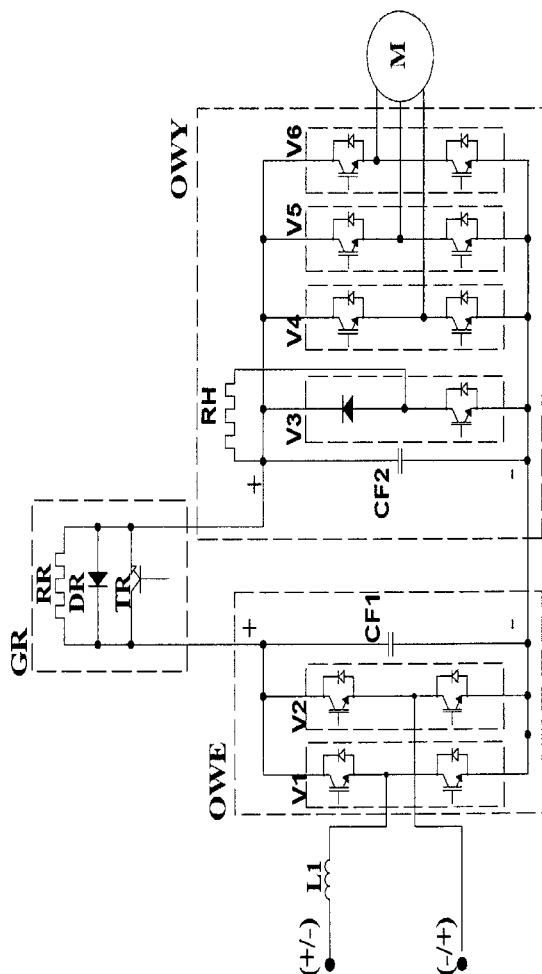 GR
RR
DR
TR
OWE
V1
V2
CF1
+
-
L1
(+/-)
(-/+)
OWY
RH
V3
V4
V5
V6
CF2
+
-
M